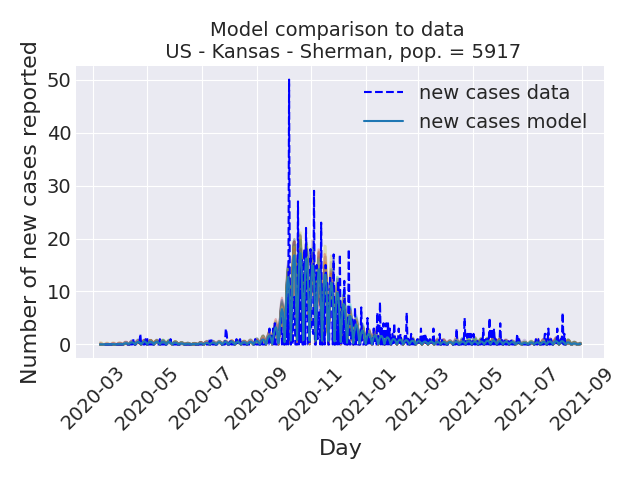 Model comparison to data
US - Kansas - Sherman, pop. = 5917
Number of new cases reported
50
40
30
20
10
0
new cases data
new cases model
2020-03
2020-05
2020-07
2020-09
2020-11
2021-01
2021-03
2021-05
2021-07
2021-09
Day